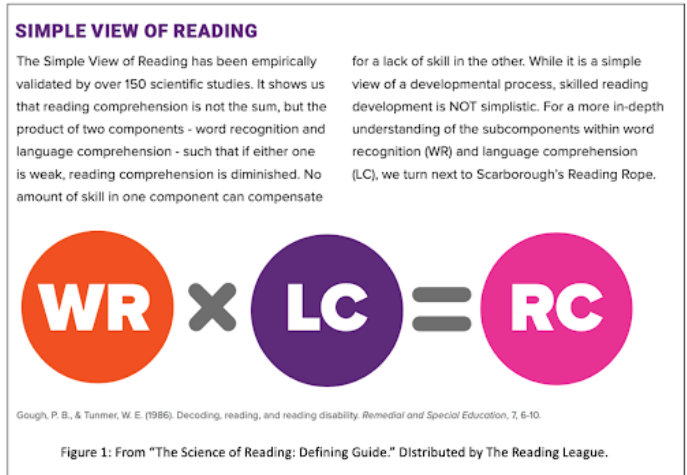 SIMPLE VIEW OF READING
The Simple View of Reading has been empirically
validated by over 150 scientific studies. It shows us
that reading comprehension is not the sum, but the
product of two components - word recognition and
language comprehension - such that if either one
is weak, reading comprehension is diminished. No
amount of skill in one component can compensate
for a lack of skill in the other. While it is a simple
view of a developmental process, skilled reading
development is NOT simplistic. For a more in-depth
understanding of the subcomponents within word
recognition (WR) and language comprehension
(LC), we turn next to Scarborough's Reading Rope.
WR × LC = RC
Gough, P. B., & Tunmer, W. E. (1986). Decoding, reading, and reading disability. Remedial and Special Education, 7, 6-10.
Figure 1: From "The Science of Reading: Defining Guide." DIstributed by The Reading League.